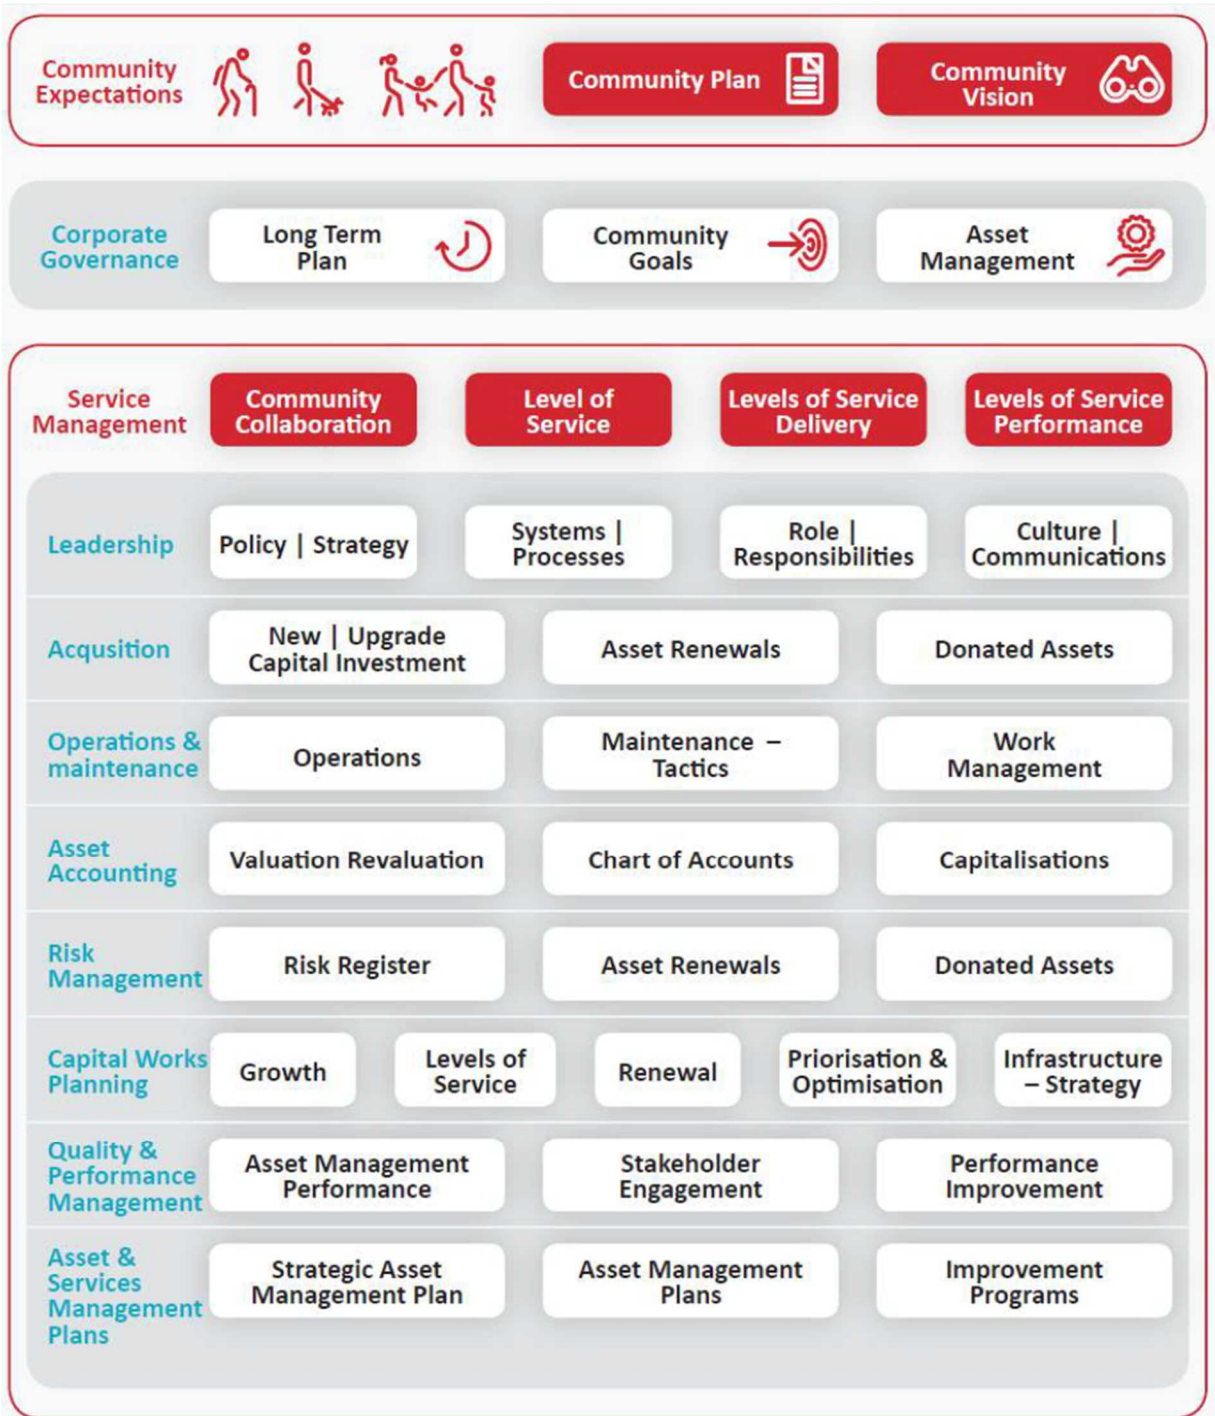 Community
Expectations
Community Plan
Community
Vision
Corporate
Governance
Long Term
Plan
Community
Goals
Asset
Management
Service
Management
Community
Collaboration
Level of
Service
Levels of Service
Delivery
Levels of Service
Performance
Leadership
Policy | Strategy
Systems |
Processes
Role |
Responsibilities
Culture |
Communications
Acqusition
New | Upgrade
Capital Investment
Asset Renewals
Donated Assets
Operations &
maintenance
Operations
Maintenance –
Tactics
Work
Management
Asset
Accounting
Valuation Revaluation
Chart of Accounts
Capitalisations
Risk
Management
Risk Register
Asset Renewals
Donated Assets
Capital Works
Planning
Growth
Levels of
Service
Renewal
Priorisation &
Optimisation
Infrastructure
– Strategy
Quality &
Performance
Management
Asset Management
Performance
Stakeholder
Engagement
Performance
Improvement
Asset &
Services
Management
Plans
Strategic Asset
Management Plan
Asset Management
Plans
Improvement
Programs